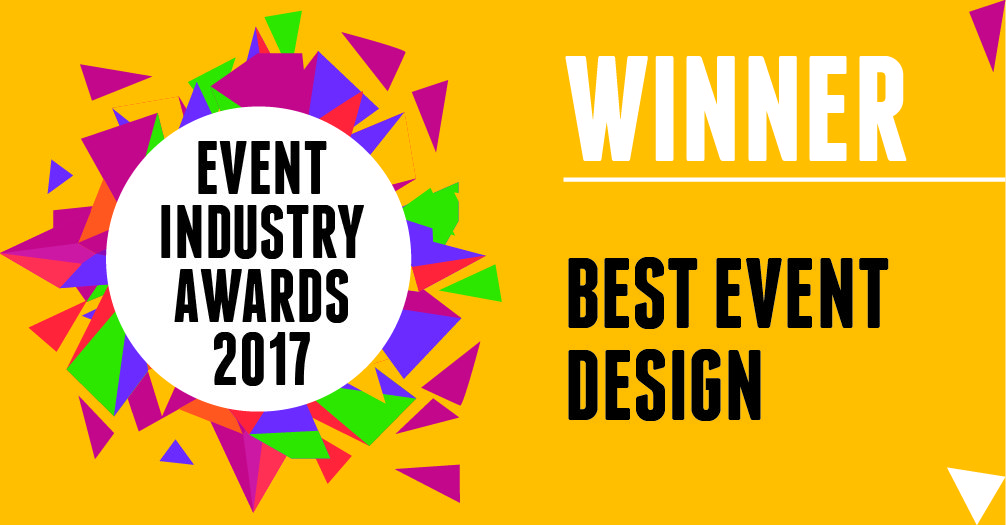 EVENT
INDUSTRY
AWARDS
2017
WINNER
BEST EVENT
DESIGN